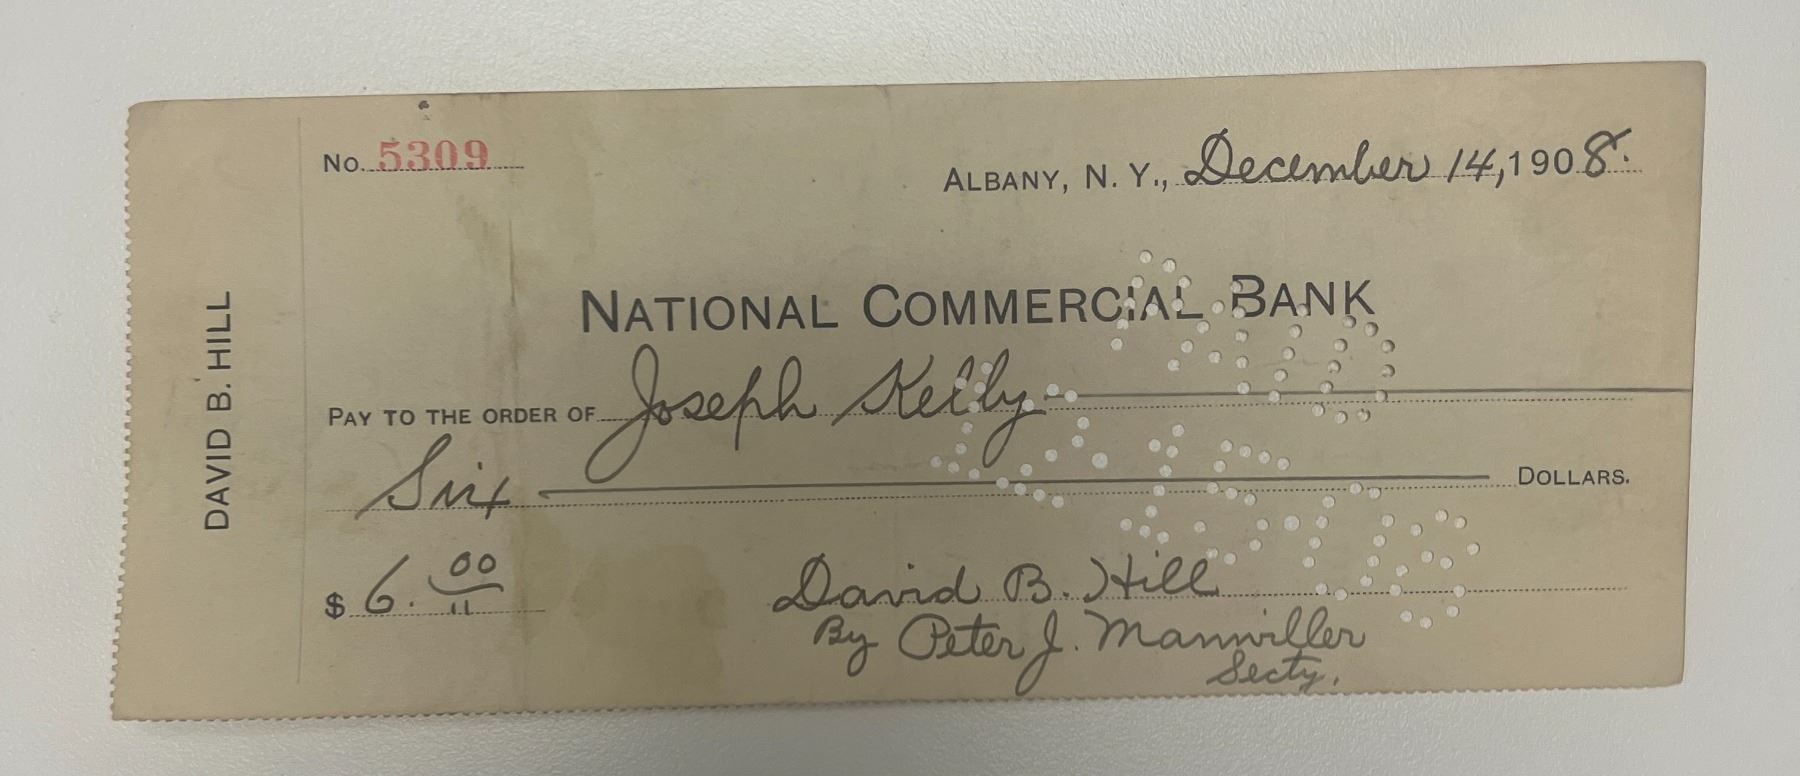 No. 5309
ALBANY, N. Y., December 14, 1908.
DAVID B. HILL
NATIONAL COMMERCIAL BANK
PAY TO THE ORDER OF Joseph Kelly
Six DOLLARS.
$ 6. 00
David B. Hill
By Peter J. Manwiller
Secty.